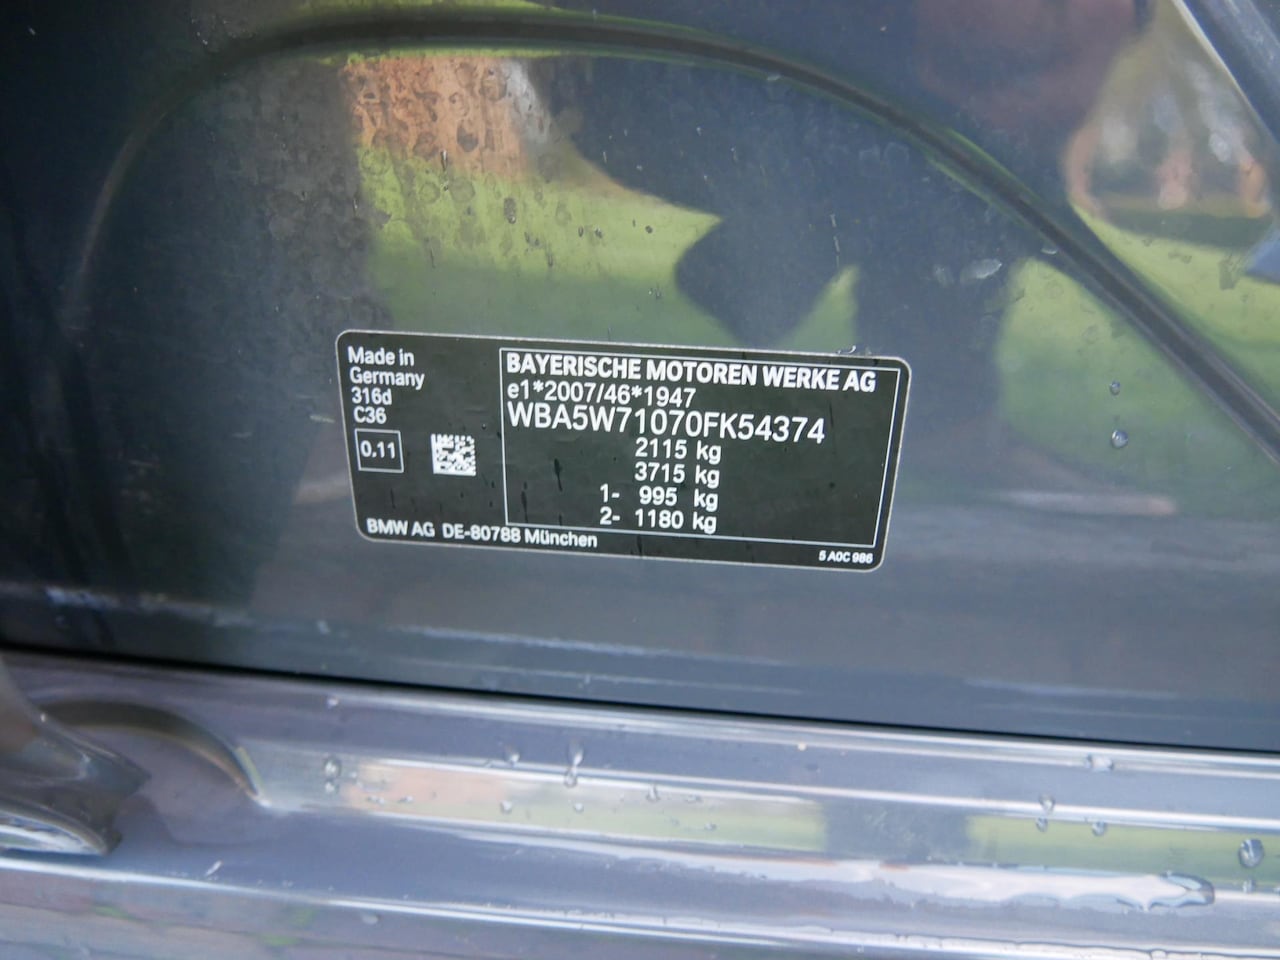 Made in
Germany
316d
C36
0.11
BAYERISCHE MOTOREN WERKE AG
e1*2007/46*1947
WBA5W71070FK54374
2115 kg
3715 kg
1- 995 kg
2- 1180 kg
BMW AG DE-80788 München
5 A0C 986